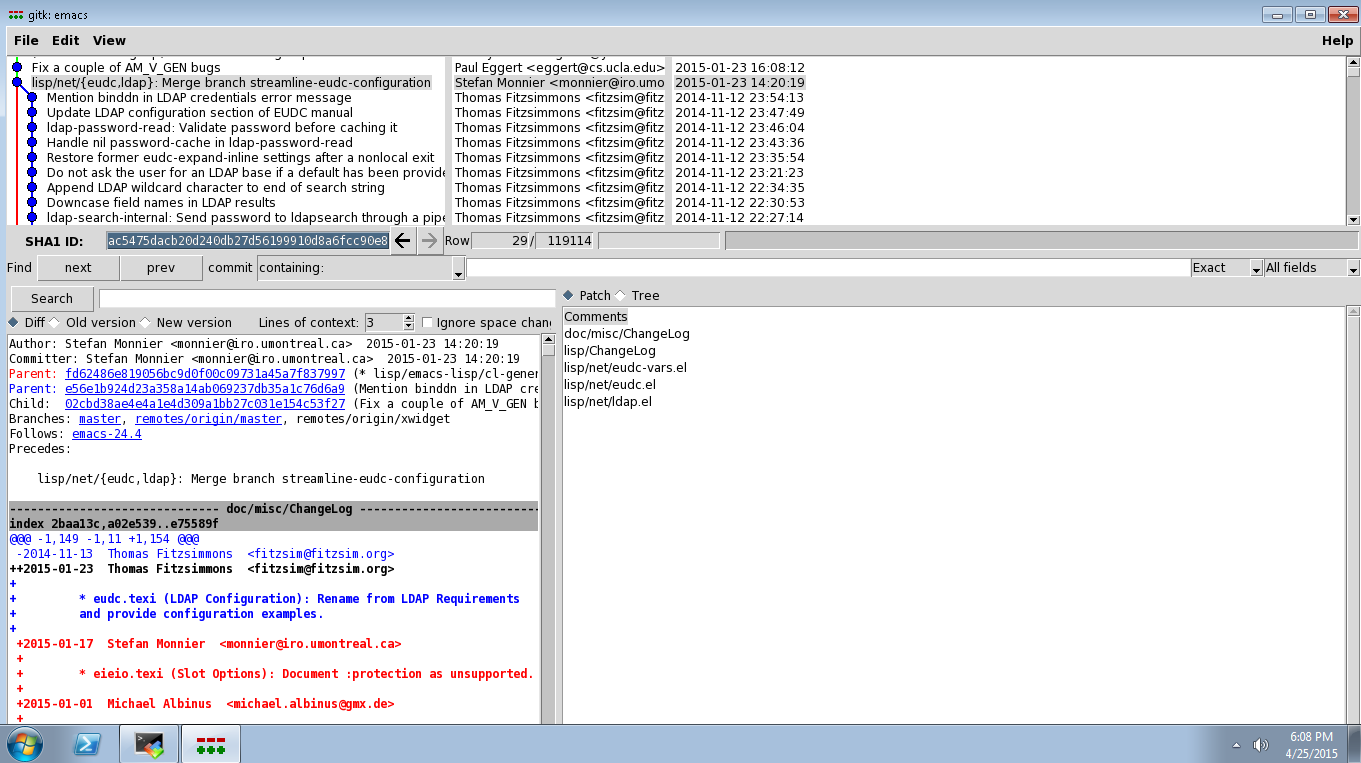 gitk: emacs
File Edit View Help
Fix a couple of AM_V_GEN bugs Paul Eggert <eggert@cs.ucla.edu> 2015-01-23 16:08:12
lisp/net/{eudc,ldap}: Merge branch streamline-eudc-configuration Stefan Monnier <monnier@iro.umo 2015-01-23 14:20:19
Mention binddn in LDAP credentials error message Thomas Fitzsimmons <fitzsim@fitz 2014-11-12 23:54:13
Update LDAP configuration section of EUDC manual Thomas Fitzsimmons <fitzsim@fitz 2014-11-12 23:47:49
ldap-password-read: Validate password before caching it Thomas Fitzsimmons <fitzsim@fitz 2014-11-12 23:46:04
Handle nil password-cache in ldap-password-read Thomas Fitzsimmons <fitzsim@fitz 2014-11-12 23:43:36
Restore former eudc-expand-inline settings after a nonlocal exit Thomas Fitzsimmons <fitzsim@fitz 2014-11-12 23:35:54
Do not ask the user for an LDAP base if a default has been provide Thomas Fitzsimmons <fitzsim@fitz 2014-11-12 23:21:23
Append LDAP wildcard character to end of search string Thomas Fitzsimmons <fitzsim@fitz 2014-11-12 22:34:35
Downcase field names in LDAP results Thomas Fitzsimmons <fitzsim@fitz 2014-11-12 22:30:53
ldap-search-internal: Send password to ldapsearch through a pipe Thomas Fitzsimmons <fitzsim@fitz 2014-11-12 22:27:14
SHA1 ID: ac5475dacb20d240db27d56199910d8a6fcc90e8 Row 29 / 119114
Find next prev commit containing: Exact All fields
Search
Patch Tree
Diff Old version New version Lines of context: 3 Ignore space chang
Author: Stefan Monnier <monnier@iro.umontreal.ca> 2015-01-23 14:20:19
Committer: Stefan Monnier <monnier@iro.umontreal.ca> 2015-01-23 14:20:19
Parent: fd62486e819056bc9d0f00c09731a45a7f837997 (* lisp/emacs-lisp/cl-gener
Parent: e56e1b924d23a358a14ab069237db35a1c76d6a9 (Mention binddn in LDAP cre
Child: 02cbd38ae4e4a1e4d309a1bb27c031e154c53f27 (Fix a couple of AM_V_GEN b
Branches: master, remotes/origin/master, remotes/origin/xwidget
Follows: emacs-24.4
Precedes:
lisp/net/{eudc,ldap}: Merge branch streamline-eudc-configuration
------------------------------ doc/misc/ChangeLog --------------------------
index 2baa13c,a02e539..e75589f
@@@ -1,149 -1,11 +1,154 @@@
-2014-11-13 Thomas Fitzsimmons <fitzsim@fitzsim.org>
++2015-01-23 Thomas Fitzsimmons <fitzsim@fitzsim.org>
+
+ * eudc.texi (LDAP Configuration): Rename from LDAP Requirements
+ and provide configuration examples.
+
+2015-01-17 Stefan Monnier <monnier@iro.umontreal.ca>
+
+ * eieio.texi (Slot Options): Document :protection as unsupported.
+
+2015-01-01 Michael Albinus <michael.albinus@gmx.de>
+
Comments
doc/misc/ChangeLog
lisp/ChangeLog
lisp/net/eudc-vars.el
lisp/net/eudc.el
lisp/net/ldap.el
6:08 PM
4/25/2015